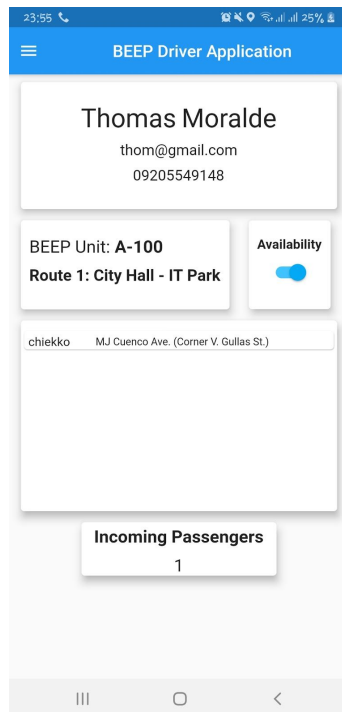 23:55 25%
BEEP Driver Application
Thomas Moralde
thom@gmail.com
09205549148
BEEP Unit: A-100
Route 1: City Hall - IT Park
Availability
chiekko MJ Cuenco Ave. (Corner V. Gullas St.)
Incoming Passengers
1